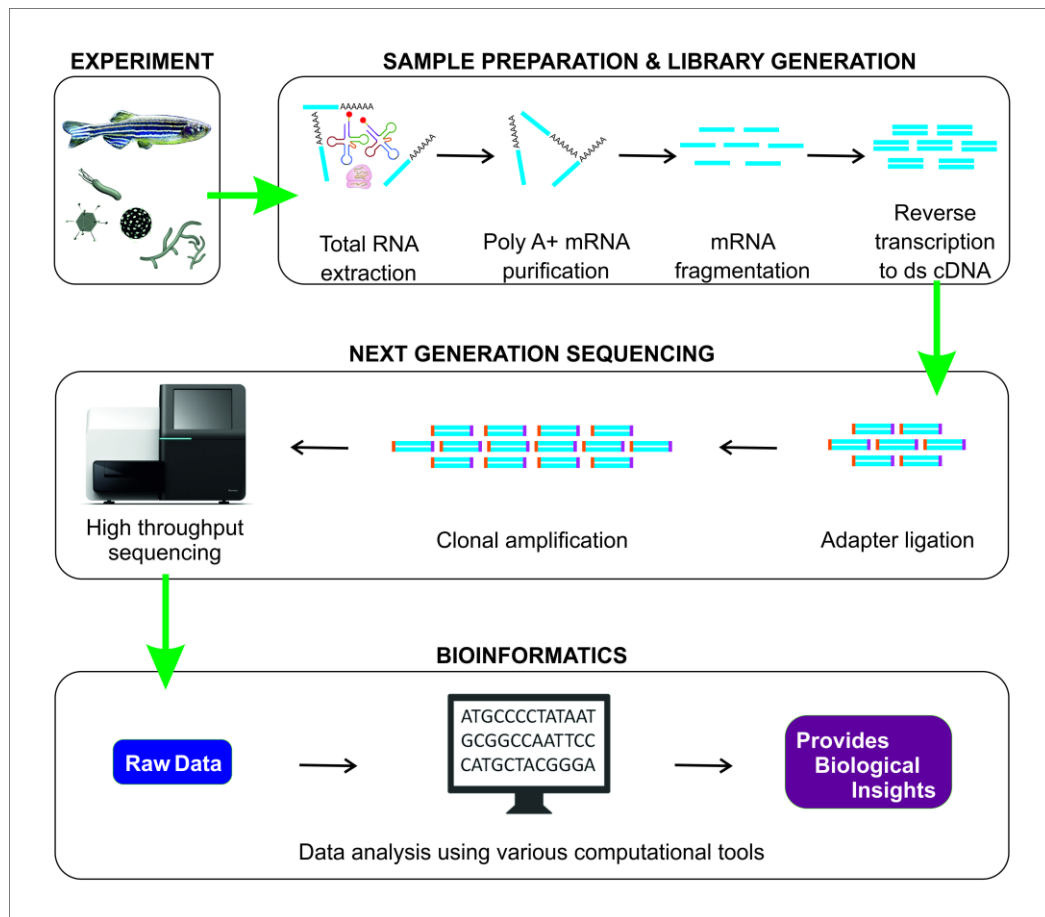 EXPERIMENT
SAMPLE PREPARATION & LIBRARY GENERATION
AAAAAA
AAAAAA
AAAAAA
AAAAAA
AAAAAA
AAAAAA
Total RNA
extraction
Poly A+ mRNA
purification
mRNA
fragmentation
Reverse
transcription
to ds cDNA
NEXT GENERATION SEQUENCING
High throughput
sequencing
Clonal amplification
Adapter ligation
BIOINFORMATICS
Raw Data
ATGCCCCTATAAT
GCGGCCAATTCC
CATGCTACGGGA
Provides
Biological
Insights
Data analysis using various computational tools